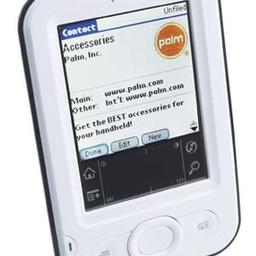 Contact
Unfiled
Accessories
Palm, Inc.
palm
Main: www.palm.com
Other: Int'l: www.palm.com
Get the BEST accessories for
your handheld!
Done
Edit
New